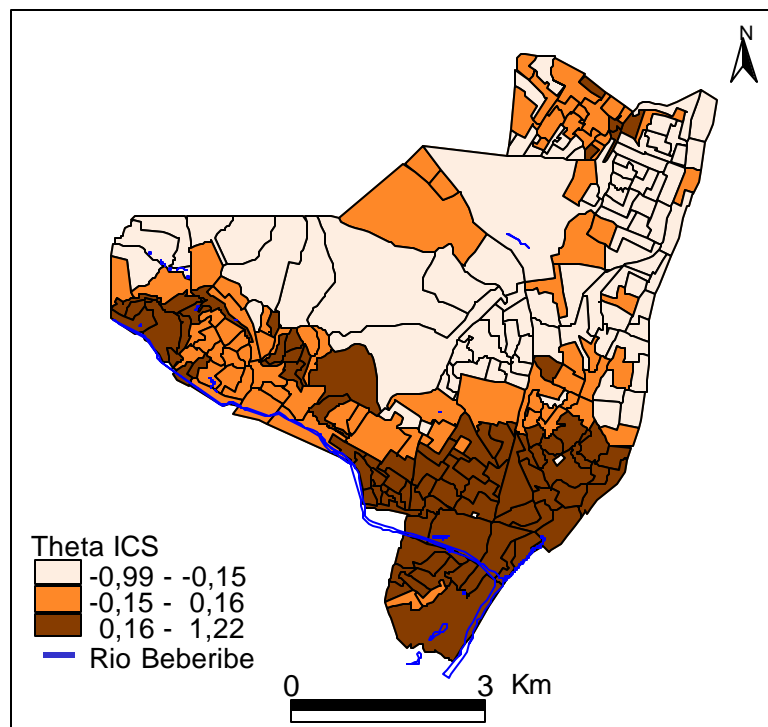 N
Theta ICS
-0,99 - -0,15
-0,15 - 0,16
0,16 - 1,22
Rio Beberibe
0 3 Km